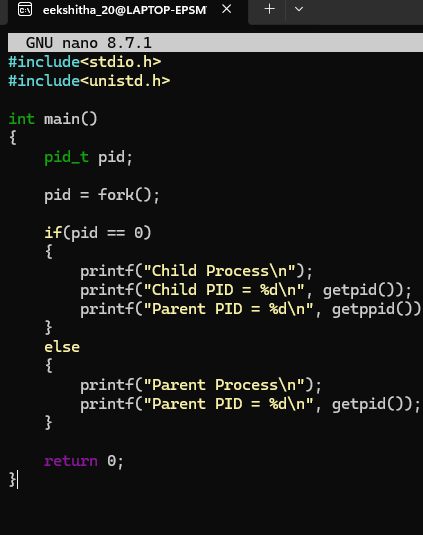 eekshitha_20@LAPTOP-EPSM
GNU nano 8.7.1
#include<stdio.h>
#include<unistd.h>
int main()
{
    pid_t pid;
    pid = fork();
    if(pid == 0)
    {
        printf("Child Process\n");
        printf("Child PID = %d\n", getpid());
        printf("Parent PID = %d\n", getppid())
    }
    else
    {
        printf("Parent Process\n");
        printf("Parent PID = %d\n", getpid());
    }
    return 0;
}